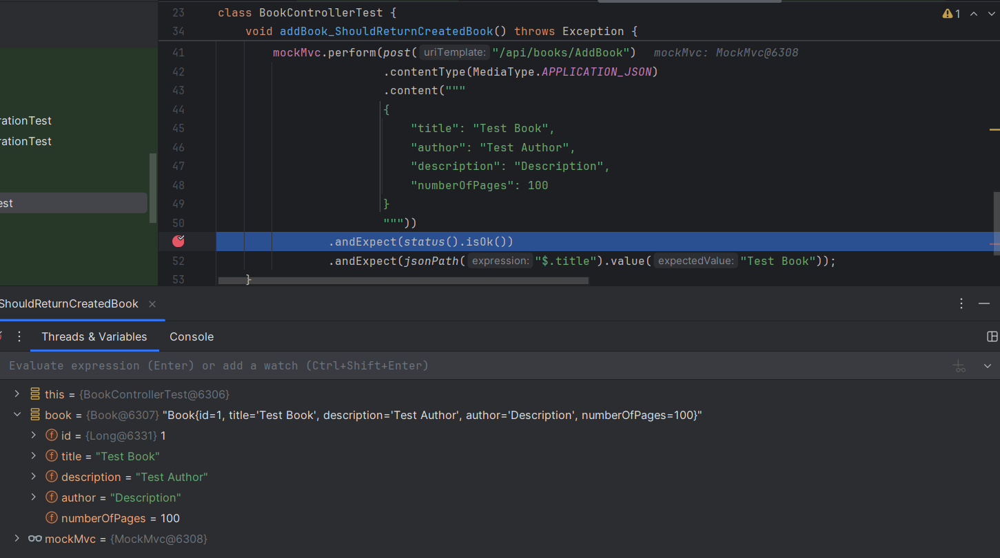 23 class BookControllerTest { 1
34 void addBook_ShouldReturnCreatedBook() throws Exception {
41 mockMvc.perform(post( uriTemplate: "/api/books/AddBook") mockMvc: MockMvc@6308
42 .contentType(MediaType.APPLICATION_JSON)
43 .content("""
44 {
rationTest 45 "title": "Test Book",
rationTest 46 "author": "Test Author",
47 "description": "Description",
48 "numberOfPages": 100
est 49 }
50 """))
.andExpect(status().isOk())
52 .andExpect(jsonPath( expression: "$.title").value( expectedValue: "Test Book"));
53 }
ShouldReturnCreatedBook
Threads & Variables Console
Evaluate expression (Enter) or add a watch (Ctrl+Shift+Enter)
this = {BookControllerTest@6306}
book = {Book@6307} "Book{id=1, title='Test Book', description='Test Author', author='Description', numberOfPages=100}"
f id = {Long@6331} 1
f title = "Test Book"
f description = "Test Author"
f author = "Description"
f numberOfPages = 100
mockMvc = {MockMvc@6308}